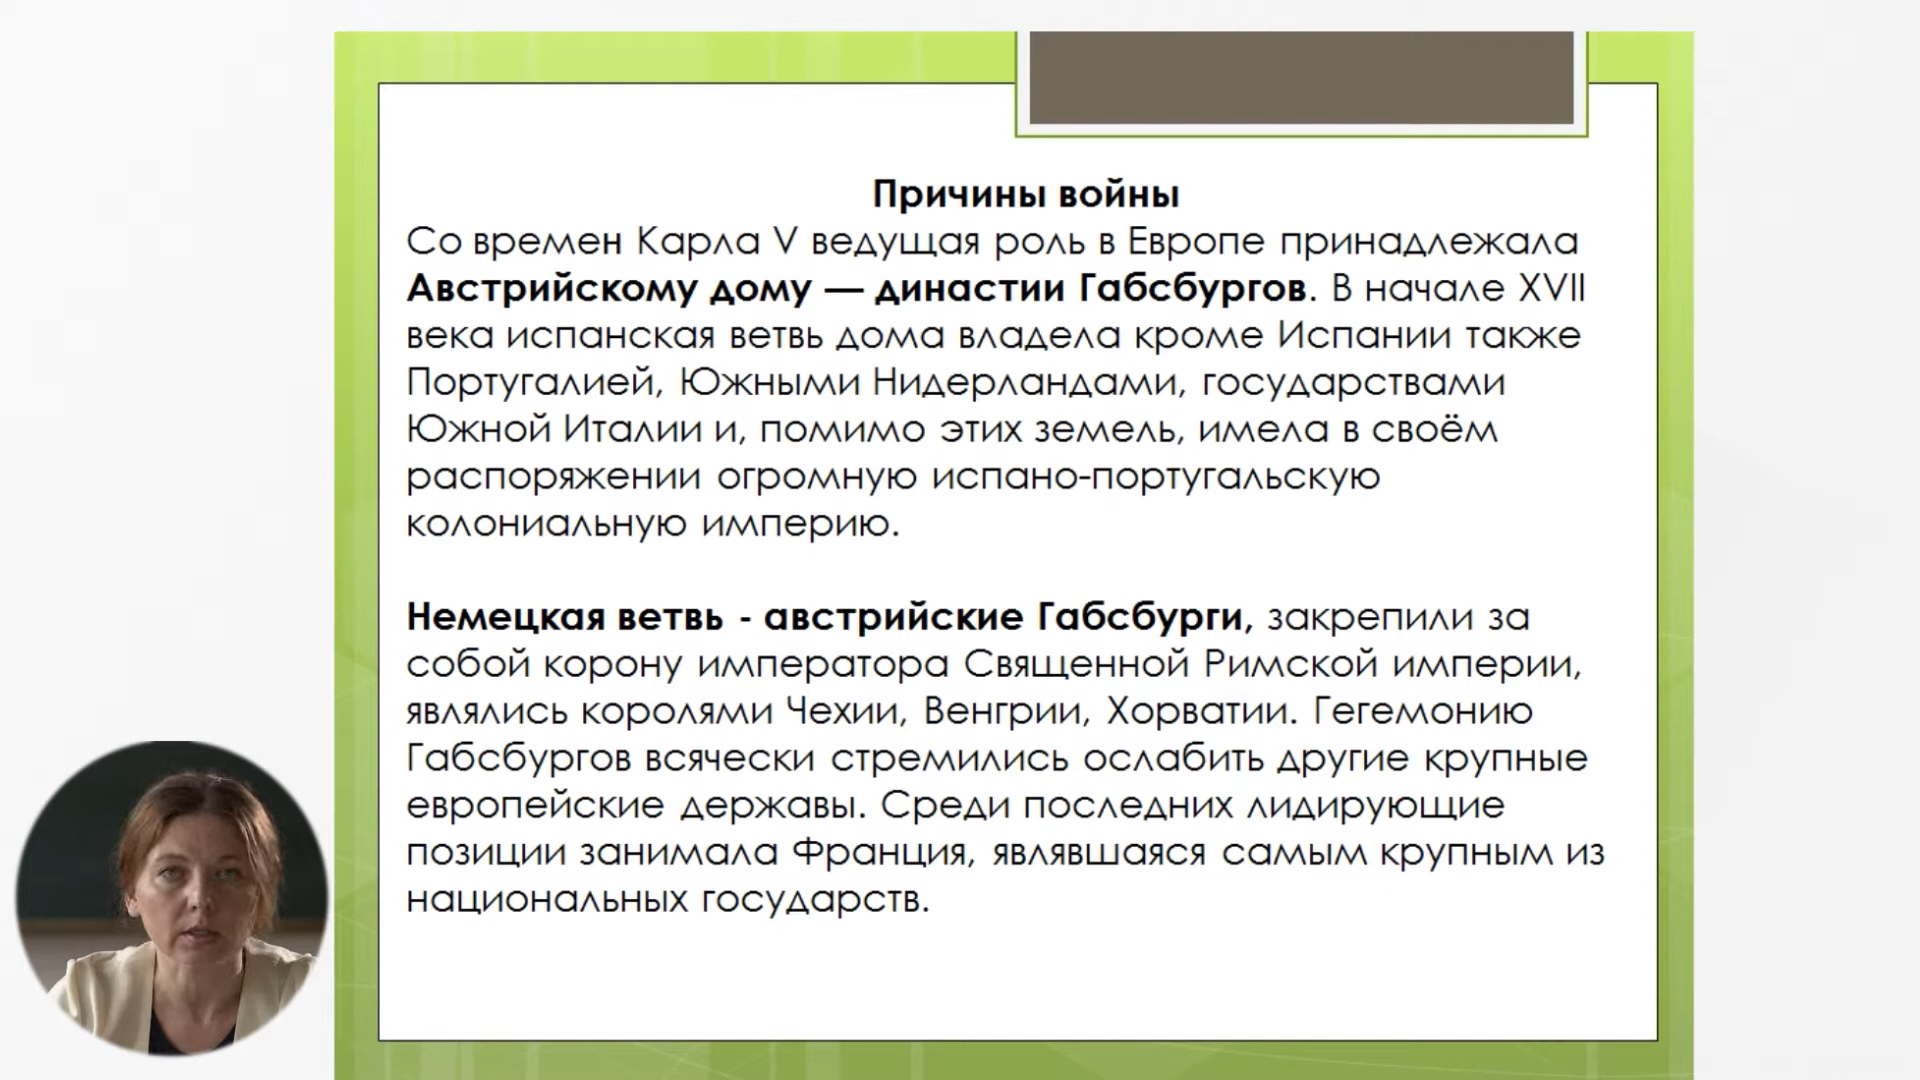 Причины войны
Со времен Карла V ведущая роль в Европе принадлежала
Австрийскому дому — династии Габсбургов. В начале XVII
века испанская ветвь дома владела кроме Испании также
Португалией, Южными Нидерландами, государствами
Южной Италии и, помимо этих земель, имела в своём
распоряжении огромную испано-португальскую
колониальную империю.
Немецкая ветвь - австрийские Габсбурги, закрепили за
собой корону императора Священной Римской империи,
являлись королями Чехии, Венгрии, Хорватии. Гегемонию
Габсбургов всячески стремились ослабить другие крупные
европейские державы. Среди последних лидирующие
позиции занимала Франция, являвшаяся самым крупным из
национальных государств.